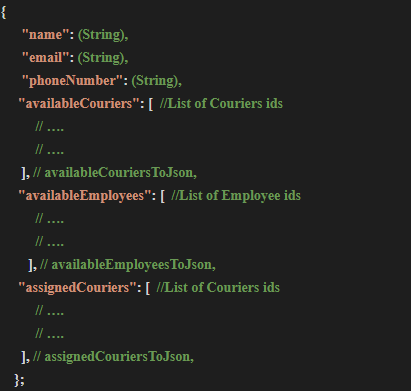 {
"name": (String),
"email": (String),
"phoneNumber": (String),
"availableCouriers": [ //List of Couriers ids
// ....
// ....
], // availableCouriersToJson,
"availableEmployees": [ //List of Employee ids
// ....
// ....
], // availableEmployeesToJson,
"assignedCouriers": [ //List of Couriers ids
// ....
// ....
], // assignedCouriersToJson,
};